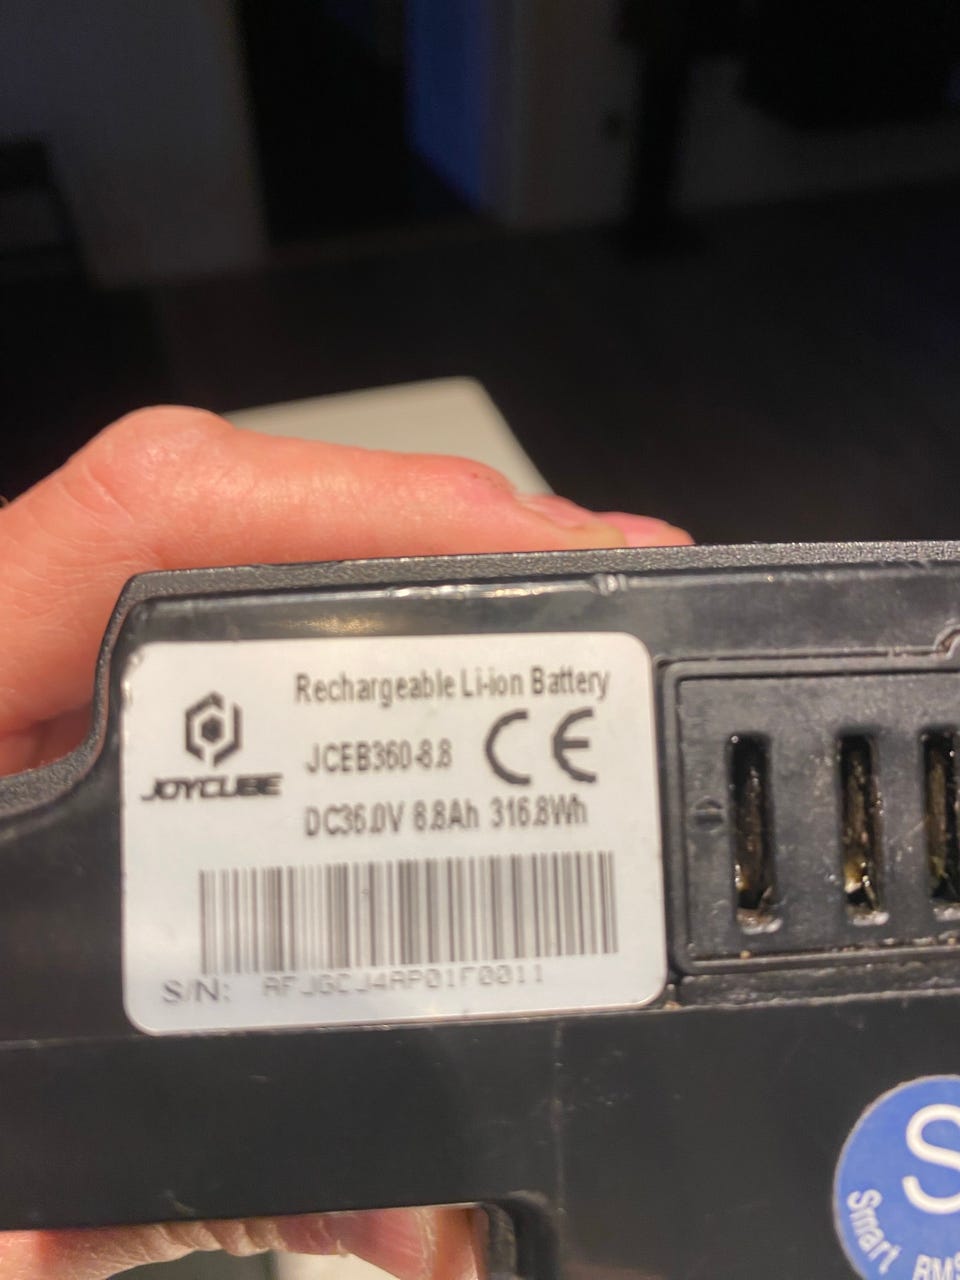 Rechargeable Li-ion Battery
JCEB360-8.8 CE
JOYCUBE
DC36.0V 8.8Ah 316.8Wh
S/N: AFJGCJ4AP01F0011
S
Smart